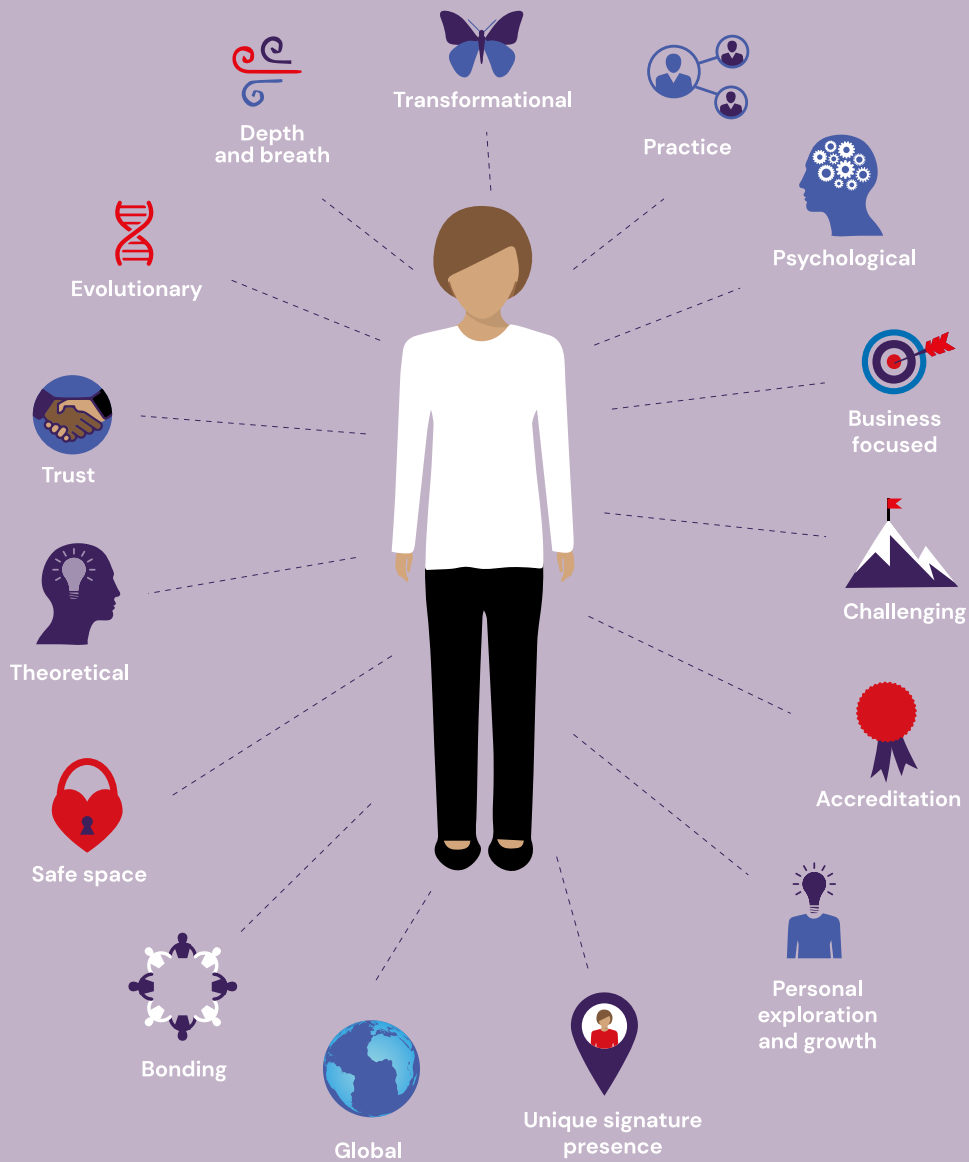 Transformational
Depth
and breath
Practice
Psychological
Evolutionary
Business
focused
Trust
Challenging
Theoretical
Accreditation
Safe space
Personal
exploration
and growth
Bonding
Unique signature
presence
Global